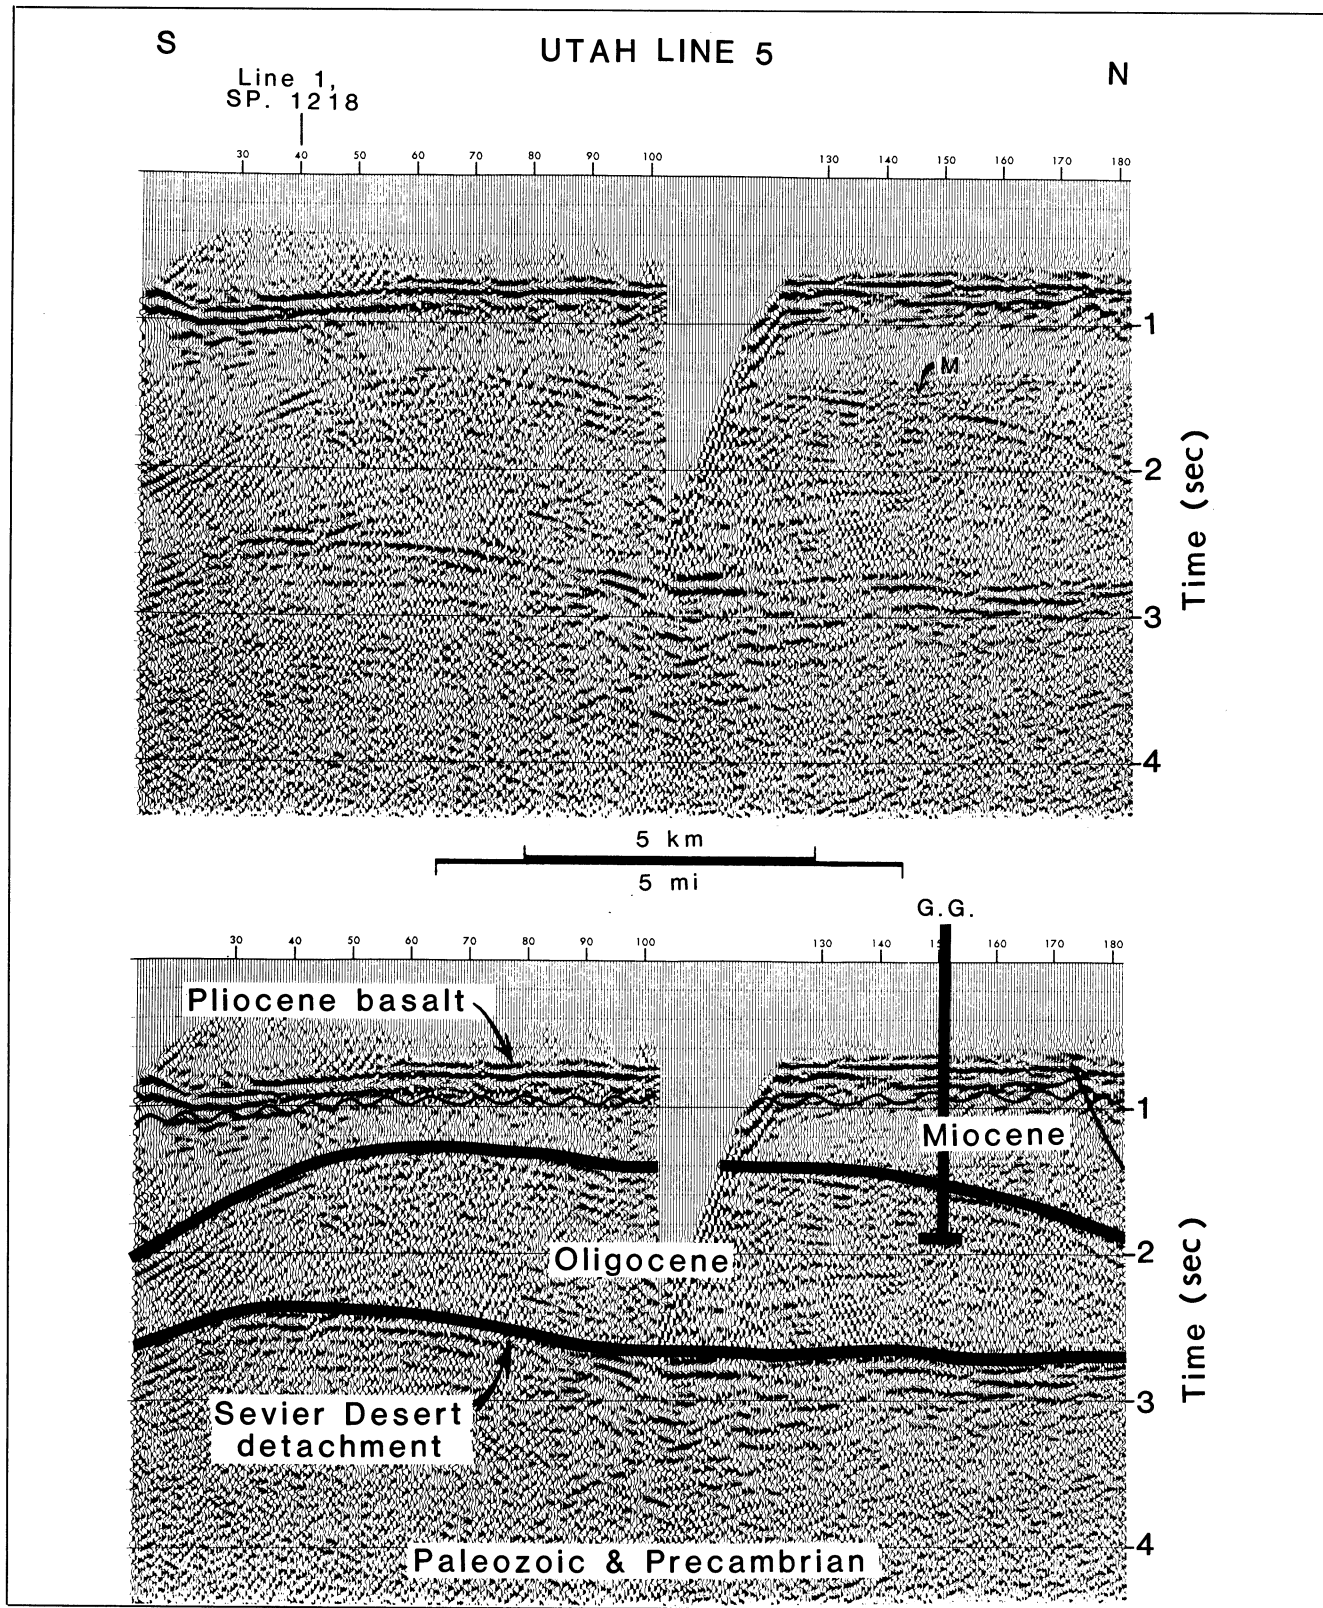 S
UTAH LINE 5
N
Line 1,
SP. 1218
30 40 50 60 70 80 90 100 130 140 150 160 170 180
M
1
2
3
4
Time (sec)
5 km
5 mi
G.G.
30 40 50 60 70 80 90 100 130 140 160 170 180
Pliocene basalt
1
Miocene
Oligocene
2
Sevier Desert
detachment
3
Paleozoic & Precambrian
4
Time (sec)